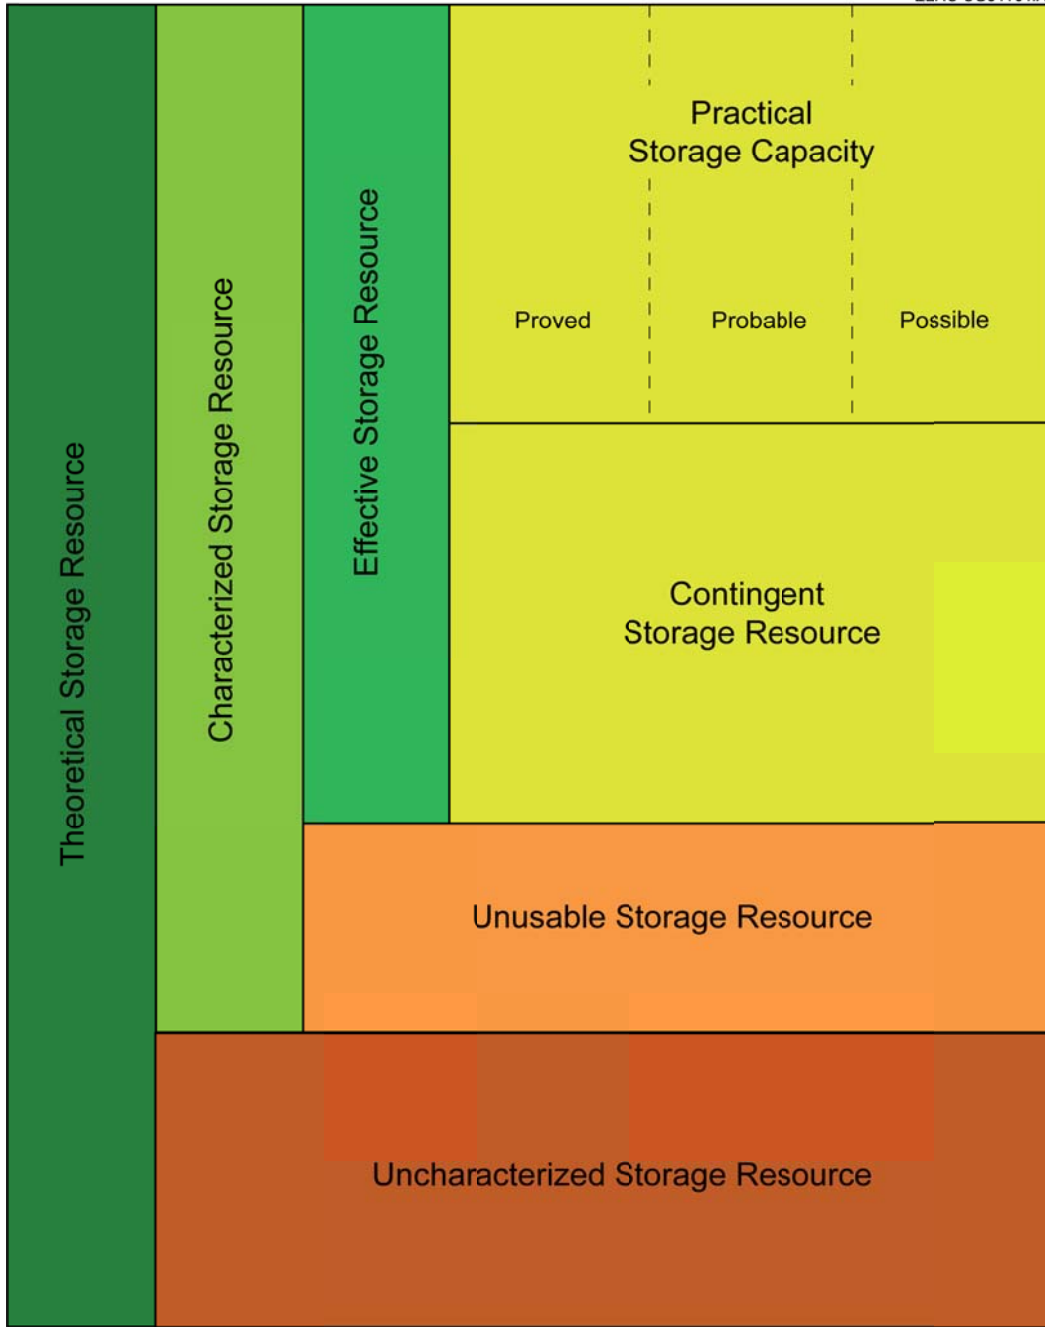 Theoretical Storage Resource
Characterized Storage Resource
Effective Storage Resource
Practical
Storage Capacity
Proved
Probable
Possible
Contingent
Storage Resource
Unusable Storage Resource
Uncharacterized Storage Resource